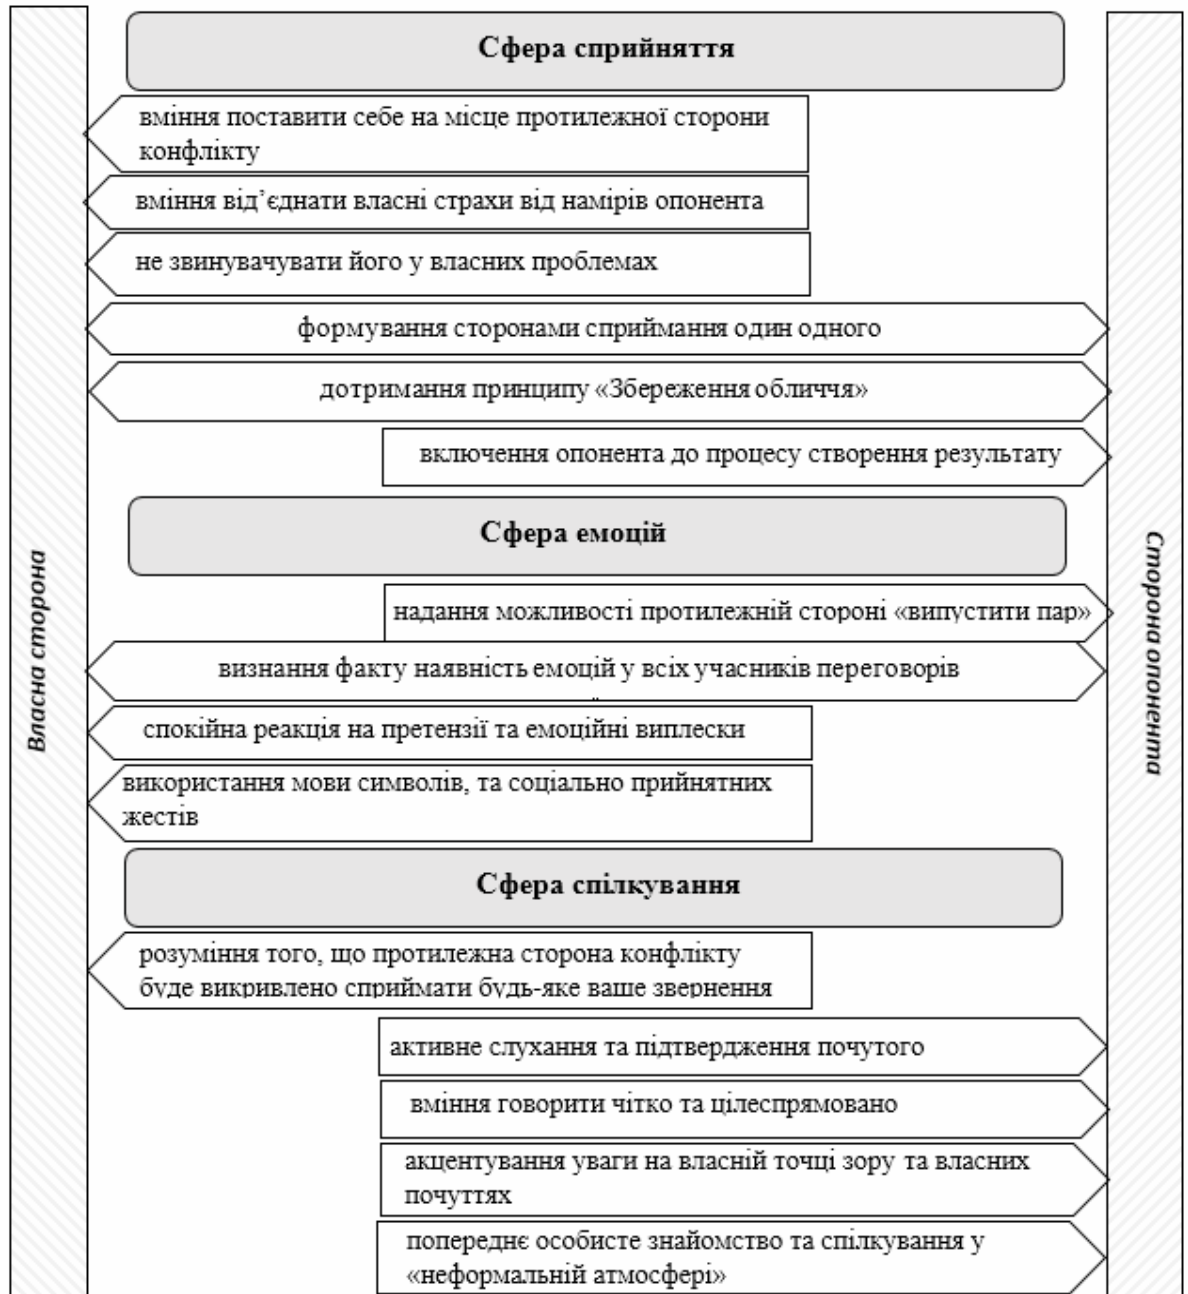 Сфера сприйняття
вміння поставити себе на місце протилежної сторони
конфлікту
вміння від’єднати власні страхи від намірів опонента
не звинувачувати його у власних проблемах
формування сторонами сприймання один одного
дотримання принципу «Збереження обличчя»
включення опонента до процесу створення результату
Сфера емоцій
надання можливості протилежній стороні «випустити пар»
визнання факту наявність емоцій у всіх учасників переговорів
спокійна реакція на претензії та емоційні виплески
використання мови символів, та соціально прийнятних
жестів
Сфера спілкування
розуміння того, що протилежна сторона конфлікту
буде викривлено сприймати будь-яке ваше звернення
активне слухання та підтвердження почутого
вміння говорити чітко та цілеспрямовано
акцентування уваги на власній точці зору та власних
почуттях
попереднє особисте знайомство та спілкування у
«неформальній атмосфері»
Власна сторона
Сторона опонента